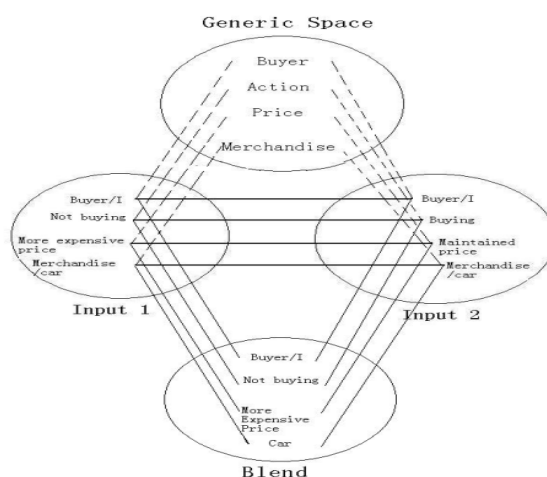 Generic Space
Buyer
Action
Price
Merchandise
Buyer/I
Not buying
More expensive
price
Merchandise
/car
Input 1
Buyer/I
Buying
Maintained
price
Merchandise
/car
Input 2
Buyer/I
Not buying
More
Expensive
Price
Car
Blend